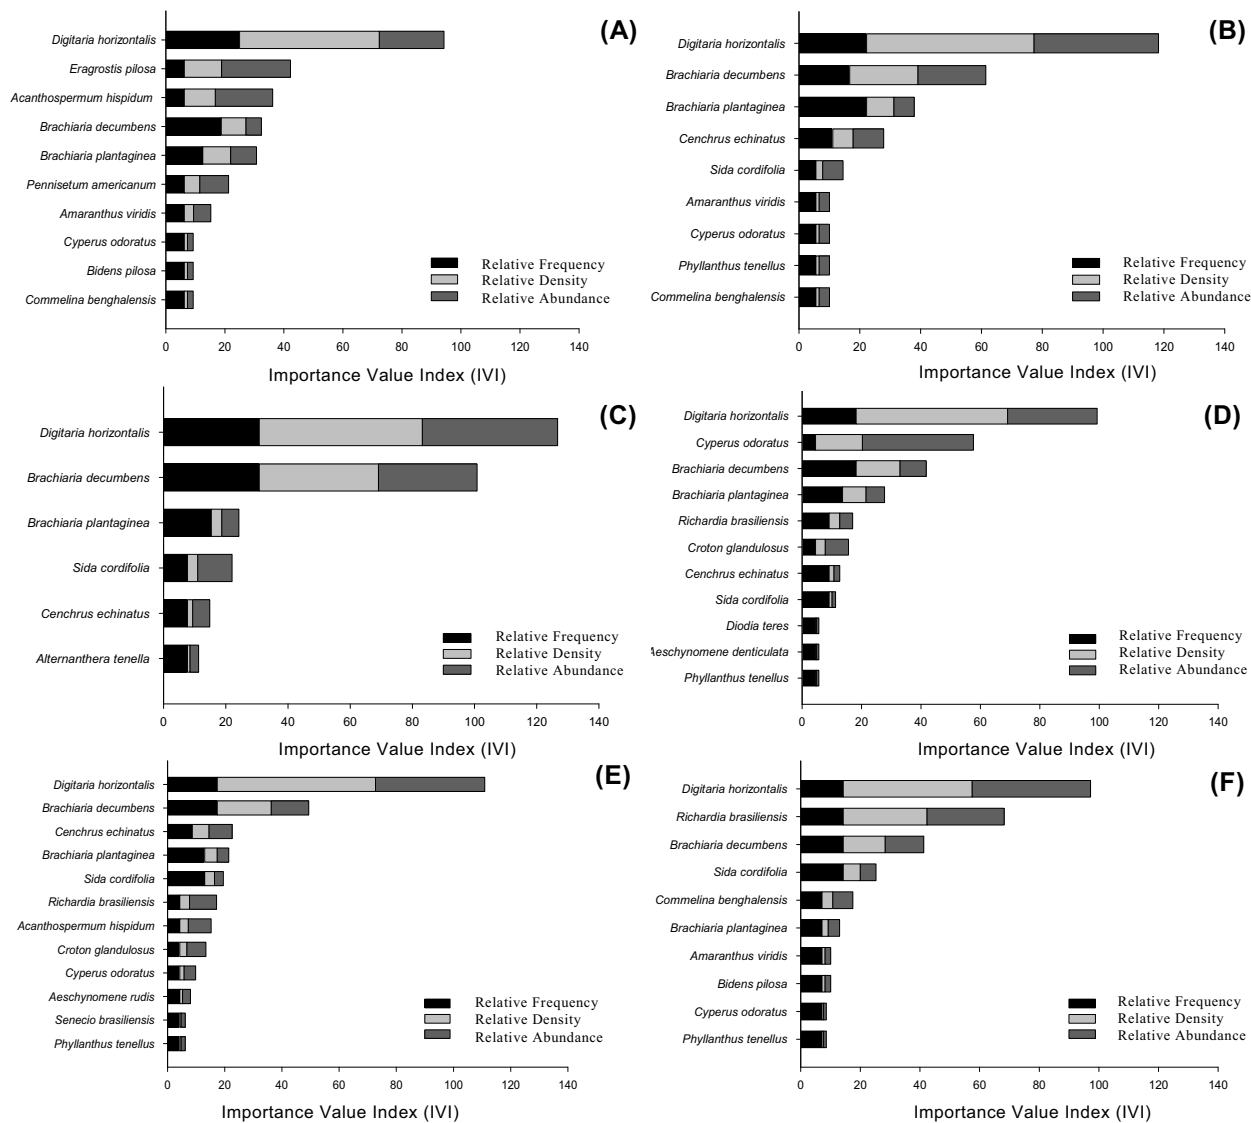 (A)
Digitaria horizontalis
Eragrostis pilosa
Acanthospermum hispidum
Brachiaria decumbens
Brachiaria plantaginea
Pennisetum americanum
Amaranthus viridis
Cyperus odoratus
Bidens pilosa
Commelina benghalensis
Relative Frequency
Relative Density
Relative Abundance
0 20 40 60 80 100 120 140
Importance Value Index (IVI)
(B)
Digitaria horizontalis
Brachiaria decumbens
Brachiaria plantaginea
Cenchrus echinatus
Sida cordifolia
Amaranthus viridis
Cyperus odoratus
Phyllanthus tenellus
Commelina benghalensis
Relative Frequency
Relative Density
Relative Abundance
0 20 40 60 80 100 120 140
Importance Value Index (IVI)
(C)
Digitaria horizontalis
Brachiaria decumbens
Brachiaria plantaginea
Sida cordifolia
Cenchrus echinatus
Alternanthera tenella
Relative Frequency
Relative Density
Relative Abundance
0 20 40 60 80 100 120 140
Importance Value Index (IVI)
(D)
Digitaria horizontalis
Cyperus odoratus
Brachiaria decumbens
Brachiaria plantaginea
Richardia brasiliensis
Croton glandulosus
Cenchrus echinatus
Sida cordifolia
Diodia teres
Aeschynomene denticulata
Phyllanthus tenellus
Relative Frequency
Relative Density
Relative Abundance
0 20 40 60 80 100 120 140
Importance Value Index (IVI)
(E)
Digitaria horizontalis
Brachiaria decumbens
Cenchrus echinatus
Brachiaria plantaginea
Sida cordifolia
Richardia brasiliensis
Acanthospermum hispidum
Croton glandulosus
Cyperus odoratus
Aeschynomene rudis
Senecio brasiliensis
Phyllanthus tenellus
Relative Frequency
Relative Density
Relative Abundance
0 20 40 60 80 100 120 140
Importance Value Index (IVI)
(F)
Digitaria horizontalis
Richardia brasiliensis
Brachiaria decumbens
Sida cordifolia
Commelina benghalensis
Brachiaria plantaginea
Amaranthus viridis
Bidens pilosa
Cyperus odoratus
Phyllanthus tenellus
Relative Frequency
Relative Density
Relative Abundance
0 20 40 60 80 100 120 140
Importance Value Index (IVI)